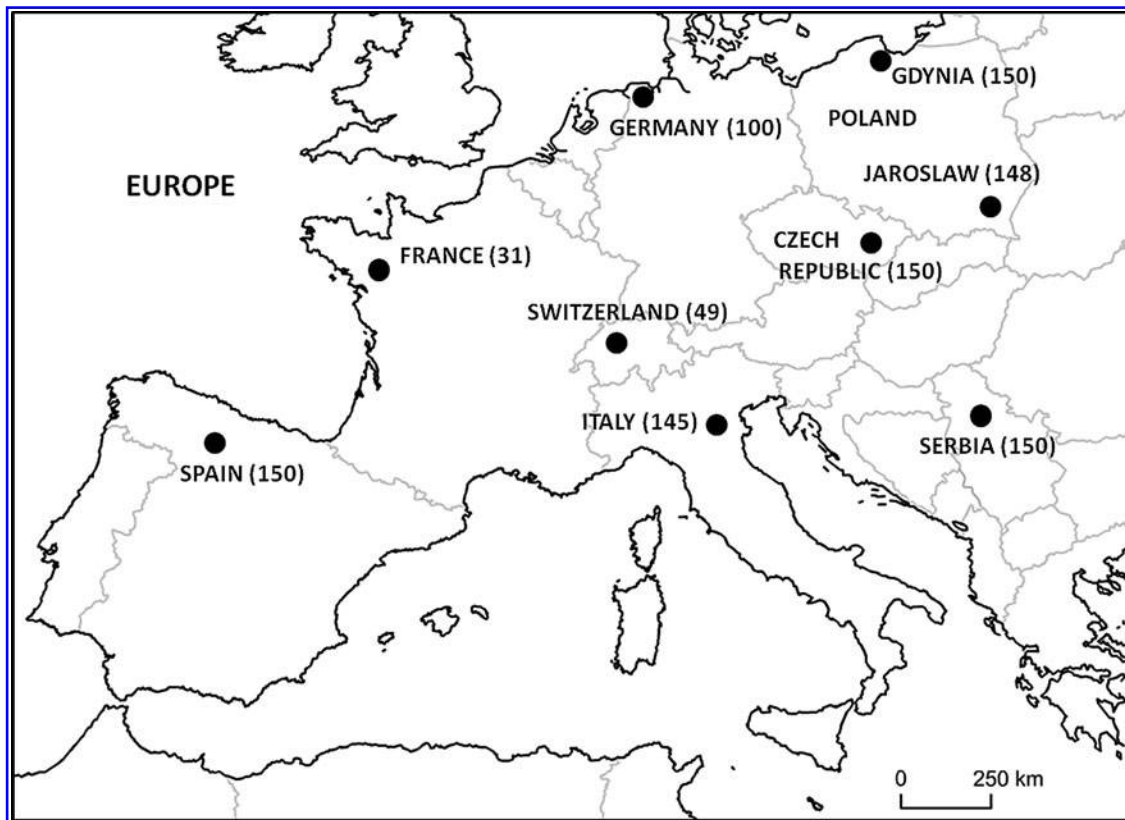 GDYNIA (150)
POLAND
GERMANY (100)
JAROSLAW (148)
EUROPE
CZECH
REPUBLIC (150)
FRANCE (31)
SWITZERLAND (49)
ITALY (145)
SERBIA (150)
SPAIN (150)
0 250 km